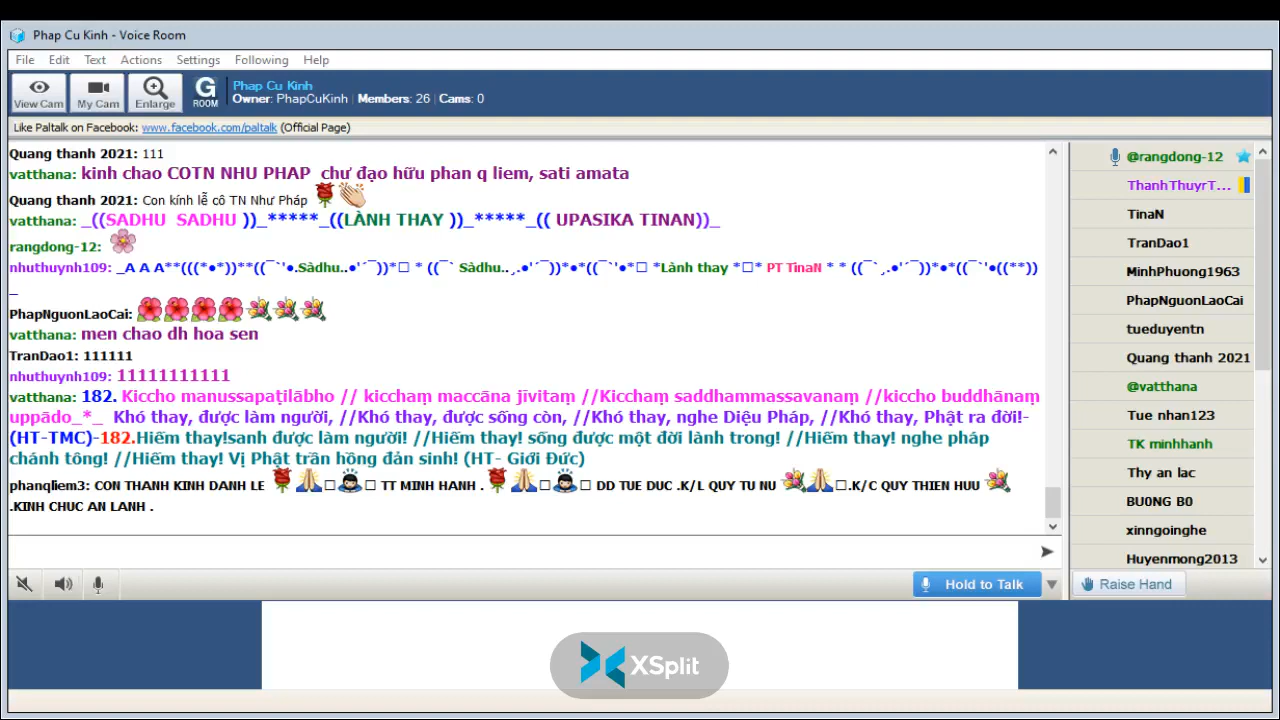 Phap Cu Kinh - Voice Room
File Edit Text Actions Settings Following Help
View Cam My Cam Enlarge G ROOM
Phap Cu Kinh
Owner: PhapCuKinh | Members: 26 | Cams: 0
Like Paltalk on Facebook: www.facebook.com/paltalk (Official Page)
Quang thanh 2021: 111
vatthana: kinh chao COTN NHU PHAP chư đạo hữu phan q liem, sati amata
Quang thanh 2021: Con kính lễ cô TN Như Pháp
vatthana: _((SADHU SADHU ))_*****_((LÀNH THAY ))_*****_(( UPASIKA TINAN))_
rangdong-12:
nhuthuynh109: _A A A**(((*●*))**((¯`'●.Sàdhu..●'´¯))*□ * ((¯` Sàdhu..¸.●'´¯))*●*((¯`'●*□ *Lành thay *□* PT TinaN * * ((¯`¸.●'´¯))*●*((¯`'●((**))
_
PhapNguonLaoCai:
vatthana: men chao dh hoa sen
TranDao1: 111111
nhuthuynh109: 11111111111
vatthana: 182. Kiccho manussapaṭilābho // kicchaṃ maccāna jīvitaṃ //Kicchaṃ saddhammassavanaṃ //kiccho buddhānaṃ
uppādo_*_ Khó thay, được làm người, //Khó thay, được sống còn, //Khó thay, nghe Diệu Pháp, //Khó thay, Phật ra đời!-
(HT-TMC)-182.Hiếm thay!sanh được làm người! //Hiếm thay! sống được một đời lành trong! //Hiếm thay! nghe pháp
chánh tông! //Hiếm thay! Vị Phật trần hồng đản sinh! (HT- Giới Đức)
phanqliem3: CON THANH KINH DANH LE □ □ TT MINH HANH . □ □ DD TUE DUC .K/L QUY TU NU □.K/C QUY THIEN HUU
.KINH CHUC AN LANH .
@rangdong-12
ThanhThuyrT...
TinaN
TranDao1
MinhPhuong1963
PhapNguonLaoCai
tueduyentn
Quang thanh 2021
@vatthana
Tue nhan123
TK minhhanh
Thy an lac
BU0NG B0
xinngoinghe
Huyenmong2013
Hold to Talk
Raise Hand
XSplit